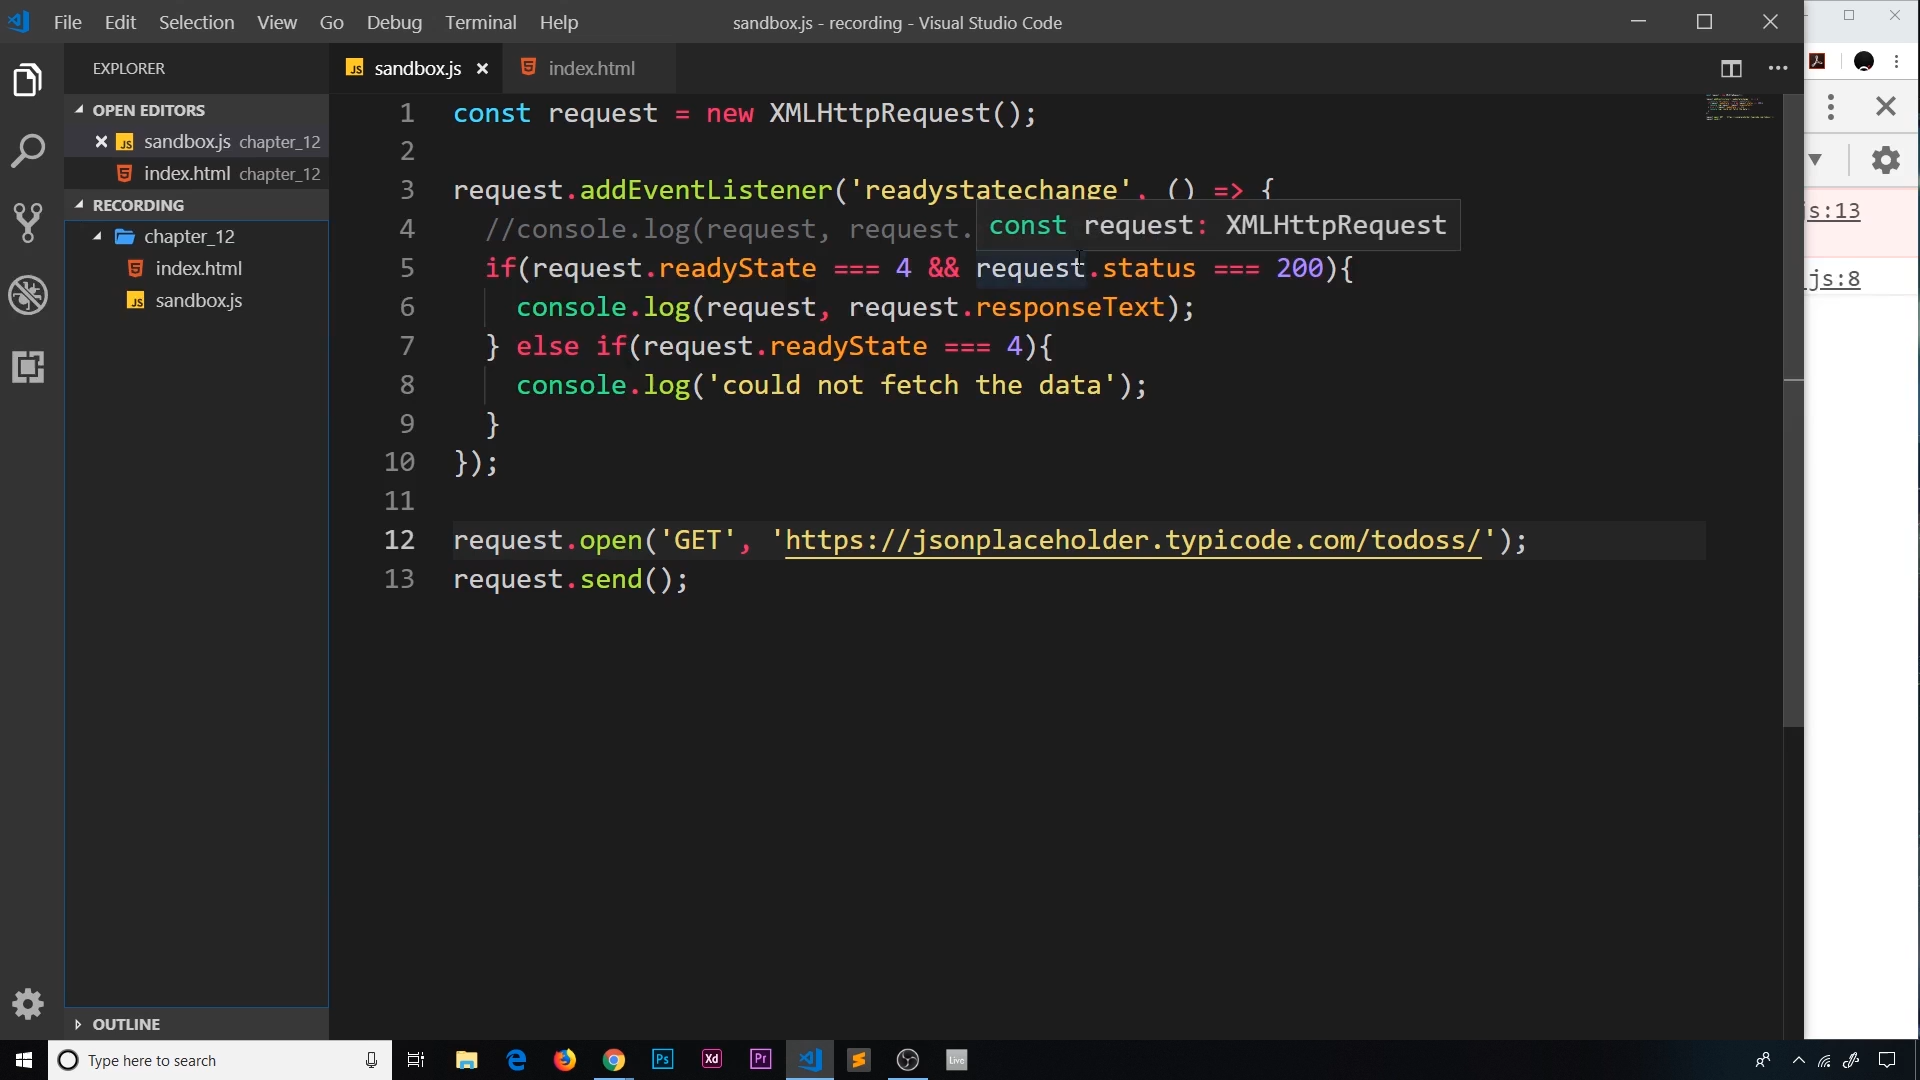 File Edit Selection View Go Debug Terminal Help
sandbox.js - recording - Visual Studio Code
EXPLORER
OPEN EDITORS
sandbox.js chapter_12
index.html chapter_12
RECORDING
chapter_12
index.html
sandbox.js
OUTLINE
sandbox.js
index.html
1 const request = new XMLHttpRequest();
2
3 request.addEventListener('readystatechange', () => {
4 //console.log(request, request.
const request: XMLHttpRequest
5 if(request.readyState === 4 && request.status === 200){
6 console.log(request, request.responseText);
7 } else if(request.readyState === 4){
8 console.log('could not fetch the data');
9 }
10 });
11
12 request.open('GET', 'https://jsonplaceholder.typicode.com/todoss/');
13 request.send();
js:13
js:8
Type here to search
Ps
Xd
Pr
Live